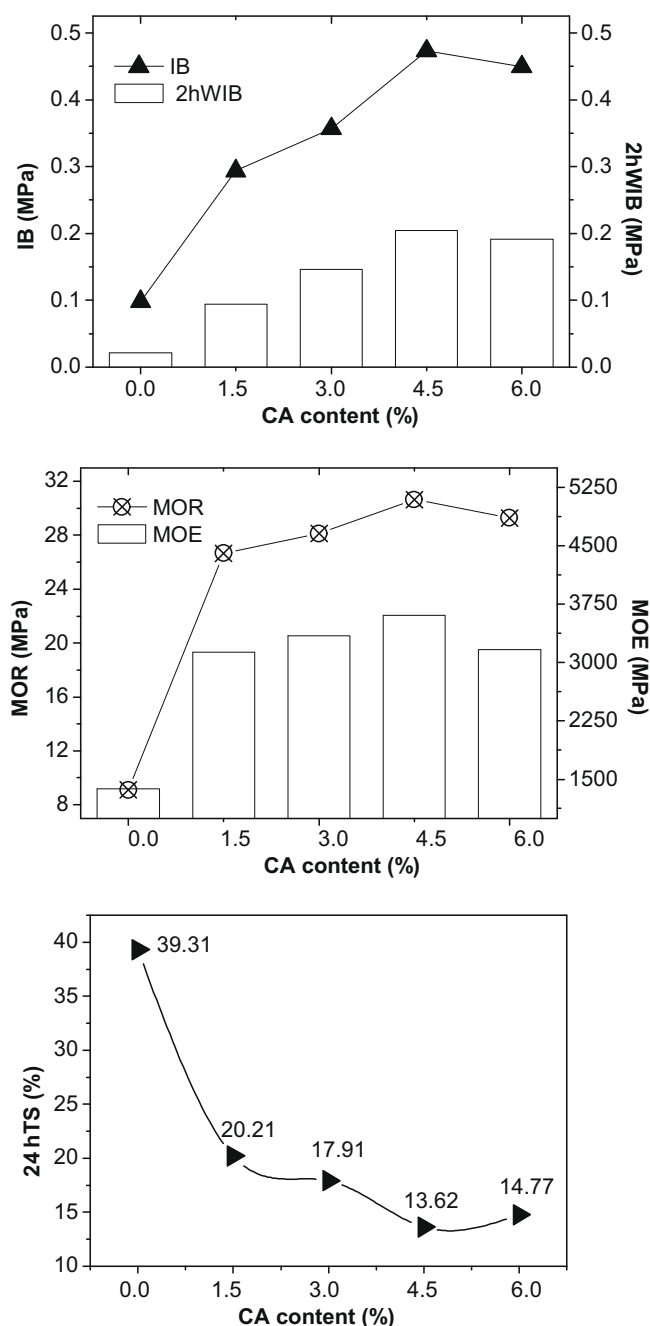 0.5
0.4
0.3
0.2
0.1
0.0
IB (MPa)
IB
2hWIB
0.5
0.4
0.3
0.2
0.1
0.0
2hWIB (MPa)
0.0 1.5 3.0 4.5 6.0
CA content (%)
32
28
24
20
16
12
8
MOR (MPa)
MOR
MOE
5250
4500
3750
3000
2250
1500
MOE (MPa)
0.0 1.5 3.0 4.5 6.0
CA content (%)
40
35
30
25
20
15
10
24 hTS (%)
39.31
20.21
17.91
13.62
14.77
0.0 1.5 3.0 4.5 6.0
CA content (%)